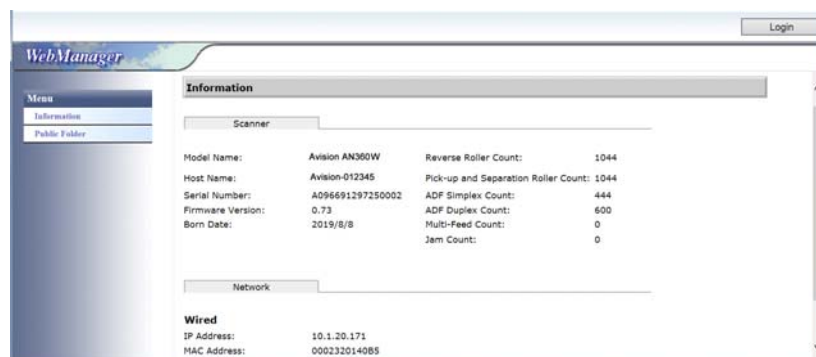 Login
WebManager
Menu
Information
Public Folder
Information
Scanner
Model Name: Avision AN360W Reverse Roller Count: 1044
Host Name: Avision-012345 Pick-up and Separation Roller Count: 1044
Serial Number: A096691297250002 ADF Simplex Count: 444
Firmware Version: 0.73 ADF Duplex Count: 600
Born Date: 2019/8/8 Multi-Feed Count: 0
Jam Count: 0
Network
Wired
IP Address: 10.1.20.171
MAC Address: 0002320140B5